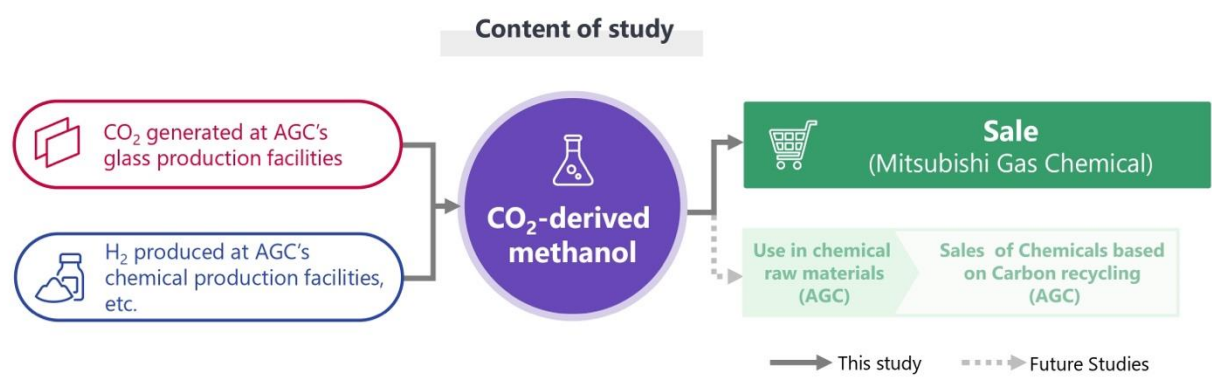 Content of study
CO₂ generated at AGC's
glass production facilities
H₂ produced at AGC's
chemical production facilities,
etc.
CO₂-derived
methanol
Sale
(Mitsubishi Gas Chemical)
Use in chemical
raw materials
(AGC)
Sales of Chemicals based
on Carbon recycling
(AGC)
This study
Future Studies